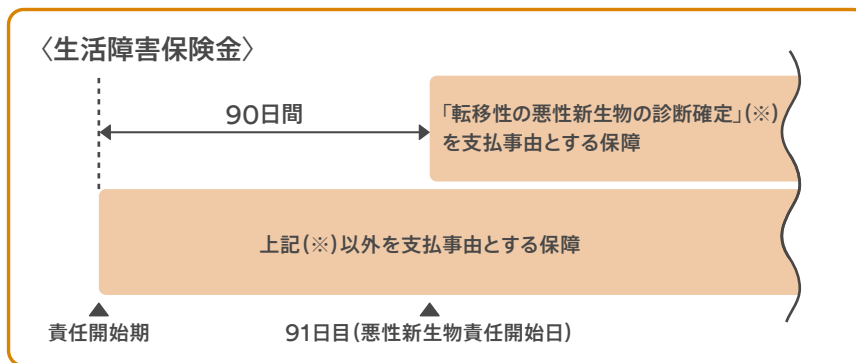 〈生活障害保険金〉
90日間
「転移性の悪性新生物の診断確定」(※)
を支払事由とする保障
上記(※)以外を支払事由とする保障
責任開始期
91日目(悪性新生物責任開始日)